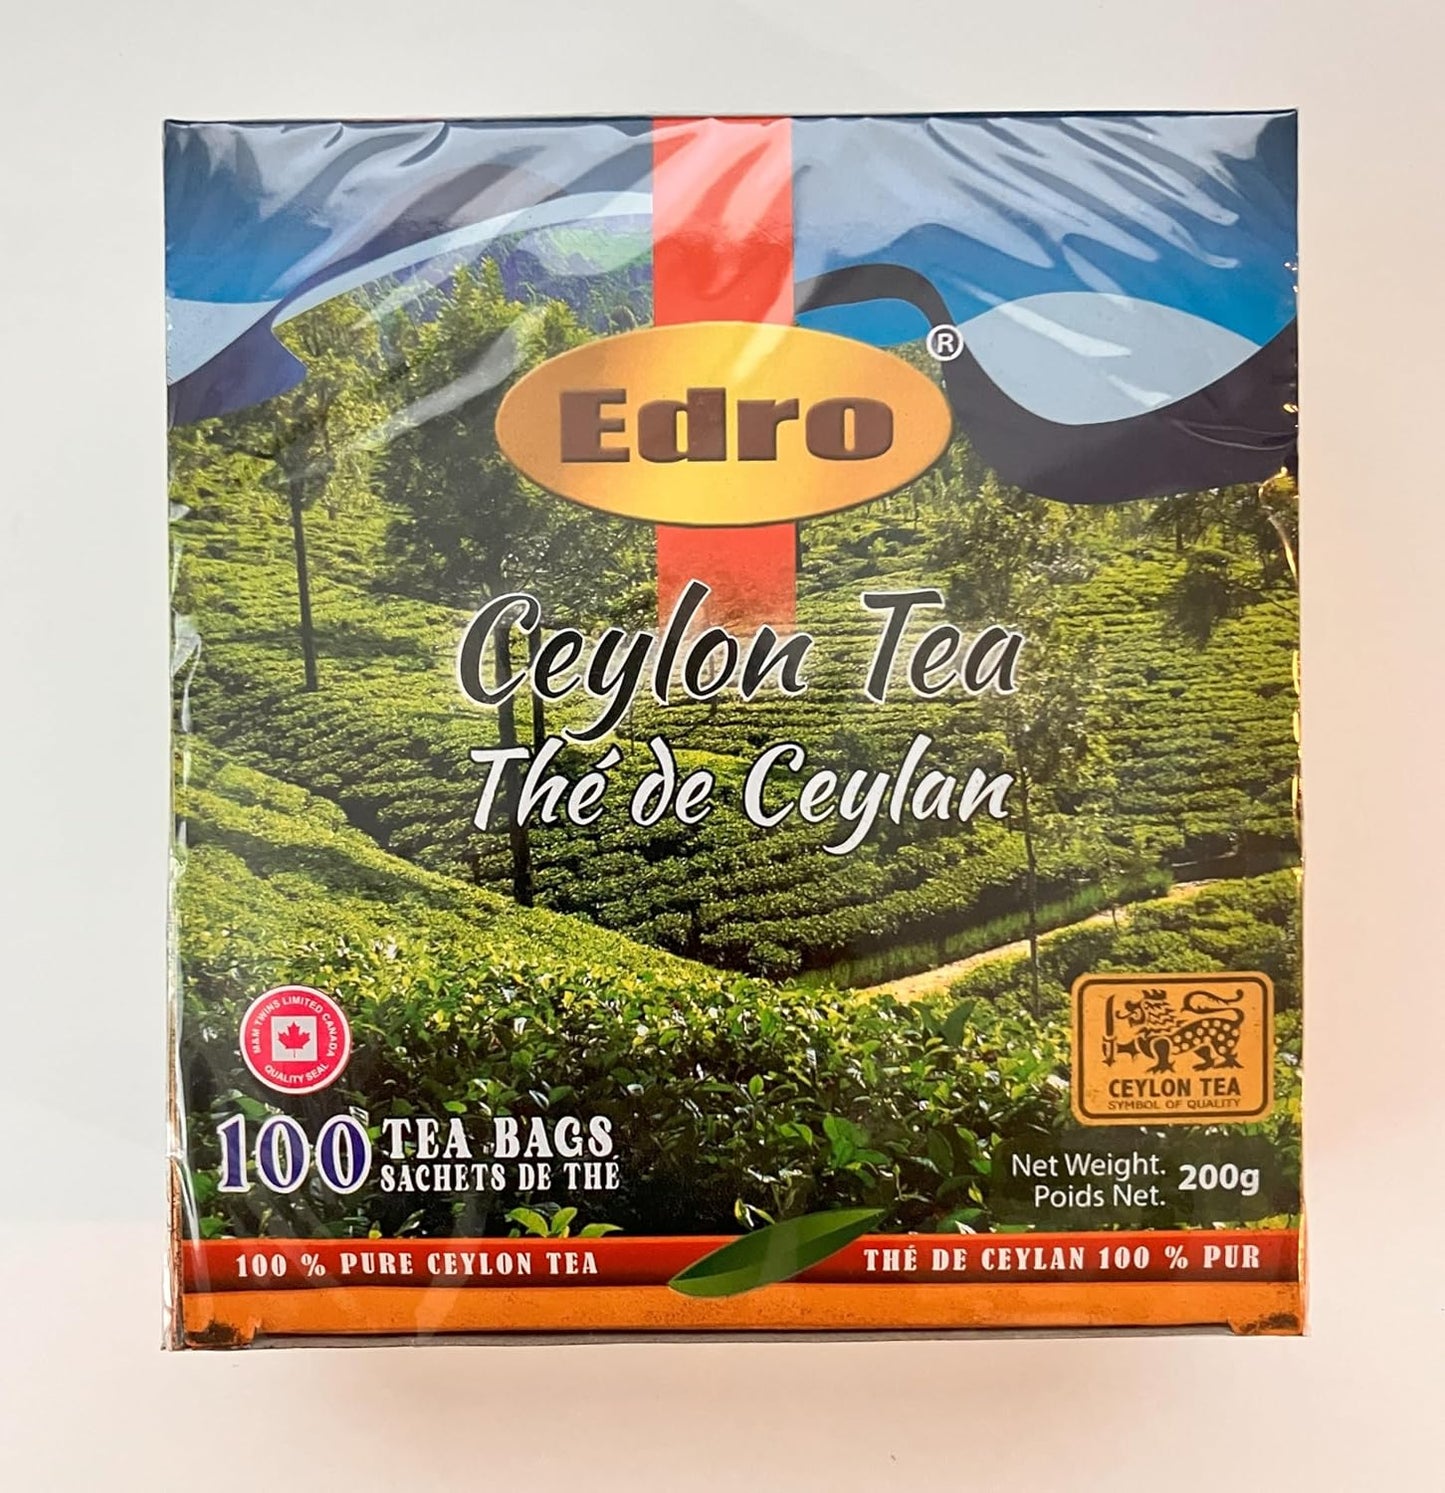 Edro
®
Ceylon Tea
Thé de Ceylan
M&M TWINS LIMITED CANADA
QUALITY SEAL
CEYLON TEA
SYMBOL OF QUALITY
100 TEA BAGS
SACHETS DE THÉ
Net Weight. 200g
Poids Net.
100 % PURE CEYLON TEA
THÉ DE CEYLAN 100 % PUR